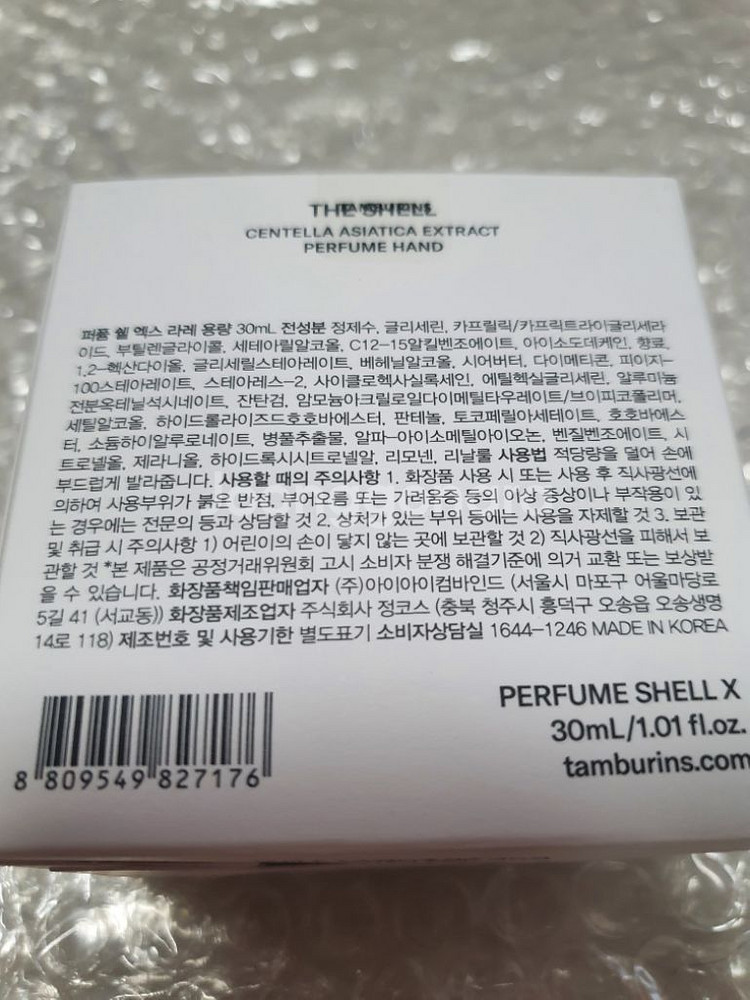 THE SHELL
TAMBURINS
CENTELLA ASIATICA EXTRACT
PERFUME HAND
퍼퓸 쉘 엑스 라레 용량 30mL 전성분 정제수, 글리세린, 카프릴릭/카프릭트라이글리세라
이드, 부틸렌글라이콜, 세테아릴알코올, C12-15알킬벤조에이트, 아이소도데케인, 향료,
1,2-헥산다이올, 글리세릴스테아레이트, 베헤닐알코올, 시어버터, 다이메티콘, 피이지-
100스테아레이트, 스테아레스-2, 사이클로헥사실록세인, 에틸헥실글리세린, 알루미늄
전분옥테닐석시네이트, 잔탄검, 암모늄아크릴로일다이메틸타우레이트/브이피코폴리머,
세틸알코올, 하이드롤라이즈드호호바에스터, 판테놀, 토코페릴아세테이트, 호호바에스
터, 소듐하이알루로네이트, 병풀추출물, 알파-아이소메틸아이오논, 벤질벤조에이트, 시
트로넬올, 제라니올, 하이드록시시트로넬알, 리모넨, 리날룰 사용법 적당량을 덜어 손에
부드럽게 발라줍니다. 사용할 때의 주의사항 1. 화장품 사용 시 또는 사용 후 직사광선에
의하여 사용부위가 붉은 반점, 부어오름 또는 가려움증 등의 이상 증상이나 부작용이 있
는 경우에는 전문의 등과 상담할 것 2. 상처가 있는 부위 등에는 사용을 자제할 것 3. 보관
및 취급 시 주의사항 1) 어린이의 손이 닿지 않는 곳에 보관할 것 2) 직사광선을 피해서 보
관할 것 *본 제품은 공정거래위원회 고시 소비자 분쟁 해결기준에 의거 교환 또는 보상받
을 수 있습니다. 화장품책임판매업자 (주)아이아이컴바인드 (서울시 마포구 어울마당로
5길 41 (서교동)) 화장품제조업자 주식회사 정코스 (충북 청주시 흥덕구 오송읍 오송생명
14로 118) 제조번호 및 사용기한 별도표기 소비자상담실 1644-1246 MADE IN KOREA
PERFUME SHELL X
30mL/1.01 fl.oz.
tamburins.com
8 809549 827176